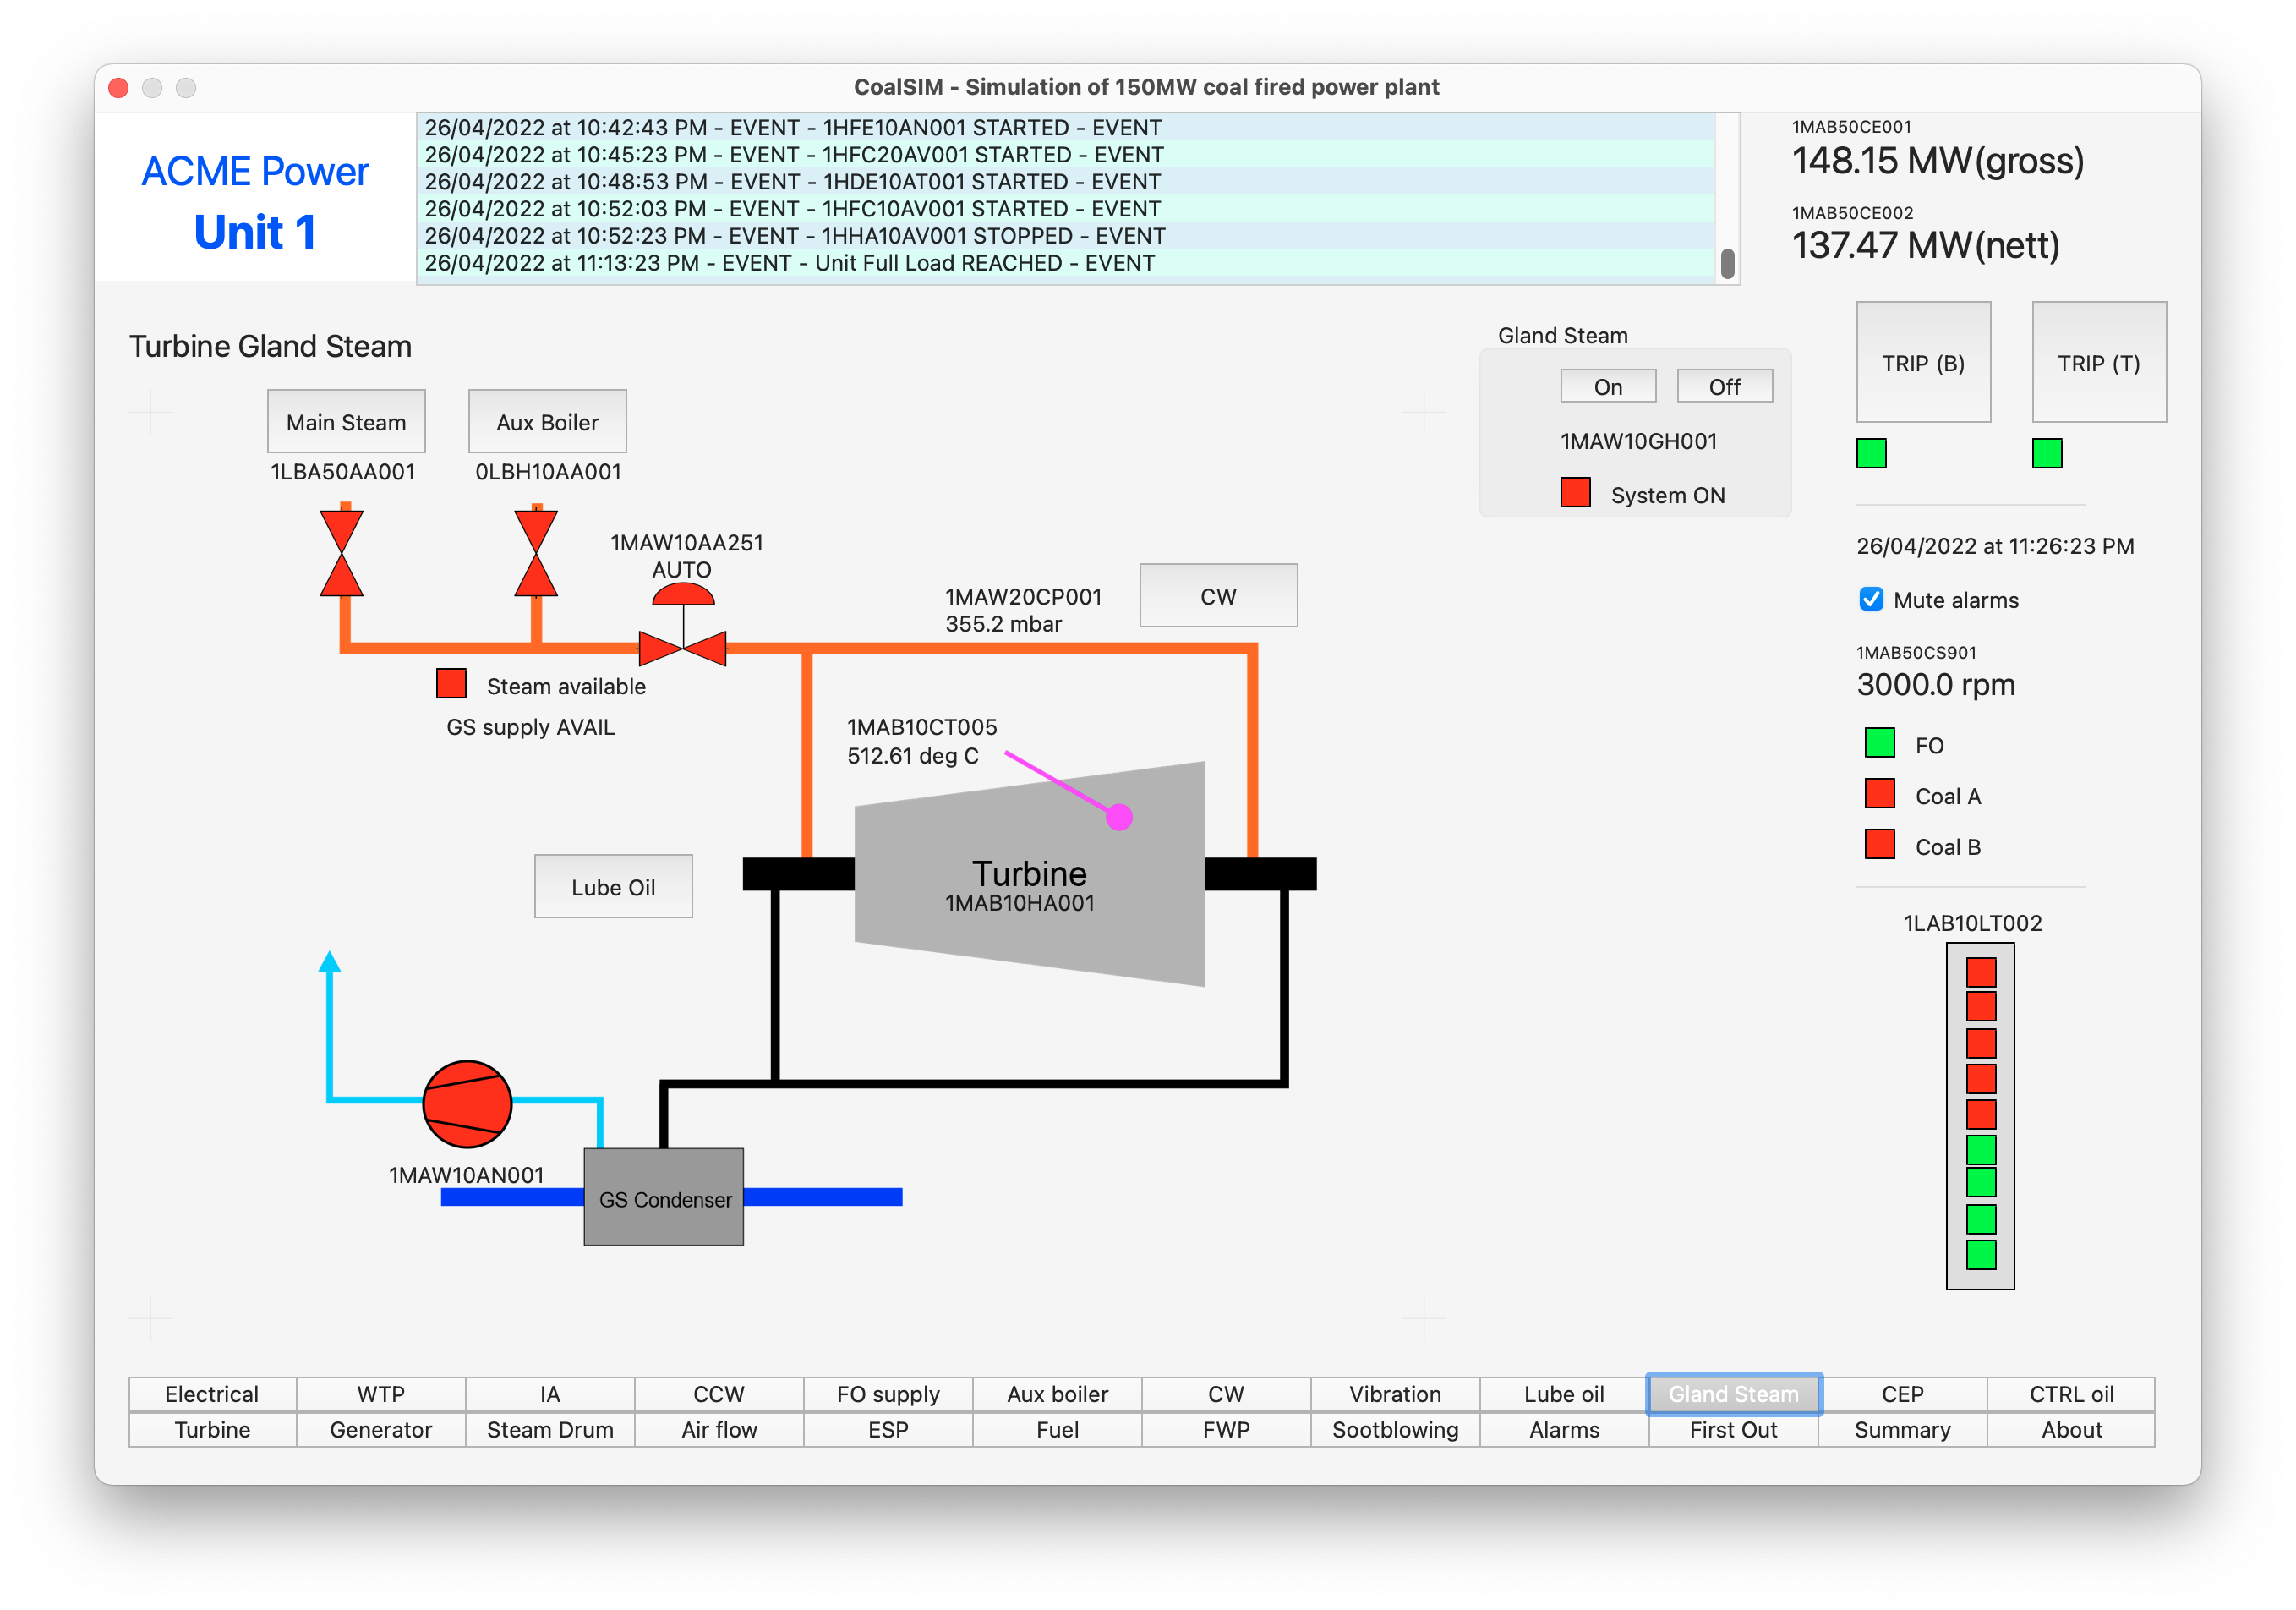 CoalSIM - Simulation of 150MW coal fired power plant
ACME Power
Unit 1
26/04/2022 at 10:42:43 PM - EVENT - 1HFE10AN001 STARTED - EVENT
26/04/2022 at 10:45:23 PM - EVENT - 1HFC20AV001 STARTED - EVENT
26/04/2022 at 10:48:53 PM - EVENT - 1HDE10AT001 STARTED - EVENT
26/04/2022 at 10:52:03 PM - EVENT - 1HFC10AV001 STARTED - EVENT
26/04/2022 at 10:52:23 PM - EVENT - 1HHA10AV001 STOPPED - EVENT
26/04/2022 at 11:13:23 PM - EVENT - Unit Full Load REACHED - EVENT
1MAB50CE001
148.15 MW(gross)
1MAB50CE002
137.47 MW(nett)
Turbine Gland Steam
Main Steam
1LBA50AA001
Aux Boiler
0LBH10AA001
1MAW10AA251
AUTO
1MAW20CP001
355.2 mbar
CW
Steam available
GS supply AVAIL
1MAB10CT005
512.61 deg C
Turbine
1MAB10HA001
Lube Oil
1MAW10AN001
GS Condenser
Gland Steam
On
Off
1MAW10GH001
System ON
TRIP (B)
TRIP (T)
26/04/2022 at 11:26:23 PM
Mute alarms
1MAB50CS901
3000.0 rpm
FO
Coal A
Coal B
1LAB10LT002
Electrical
WTP
IA
CCW
FO supply
Aux boiler
CW
Vibration
Lube oil
Gland Steam
CEP
CTRL oil
Turbine
Generator
Steam Drum
Air flow
ESP
Fuel
FWP
Sootblowing
Alarms
First Out
Summary
About